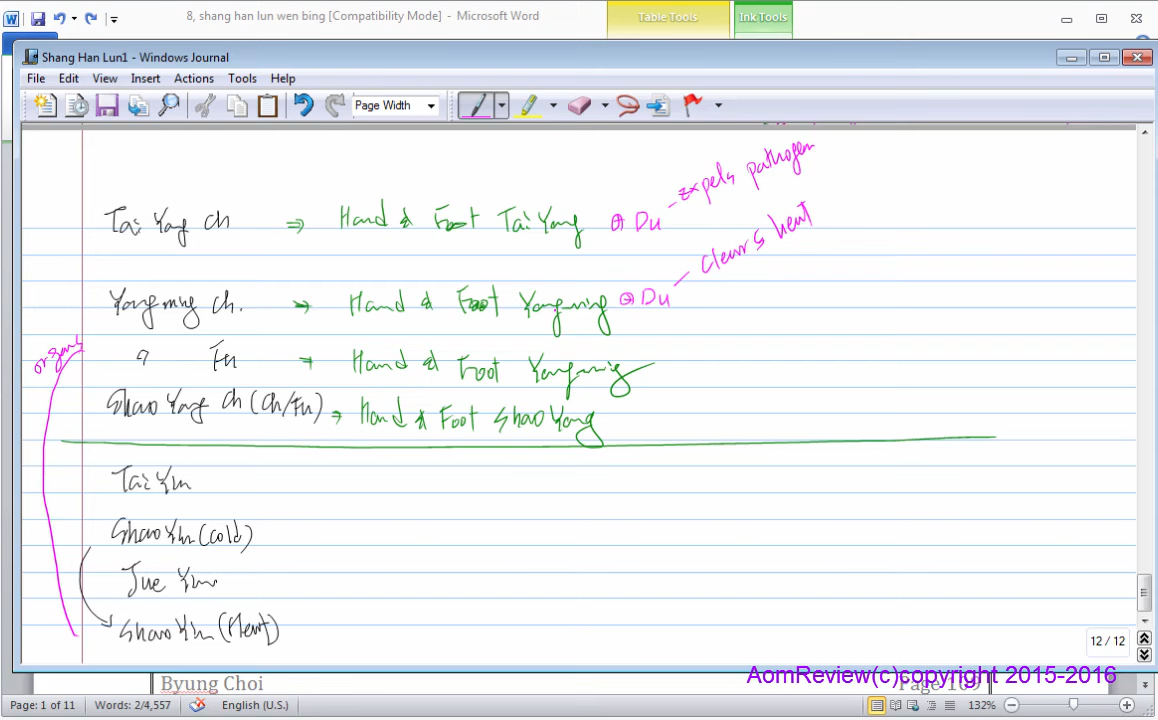 8, shang han lun wen bing [Compatibility Mode] - Microsoft Word
Table Tools
Ink Tools
Shang Han Lun1 - Windows Journal
File Edit View Insert Actions Tools Help
Page Width
expels pathogen
Tai Yang Ch ⇒ Hand & Foot Tai Yang ⊕ Du
clears heat
Yangming Ch. → Hand & Foot Yangming ⊕ Du
organ
Fu → Hand & Foot Yangming
Shao Yang Ch (Ch/Fu) → Hand & Foot Shao Yang
Tai Yin
Shao Yin (Cold)
Jue Yin
Shao Yin (Heat)
12 / 12
AomReview(c)copyright 2015-2016
Byung Choi
Page: 1 of 11 Words: 2/4,557 English (U.S.) 132%